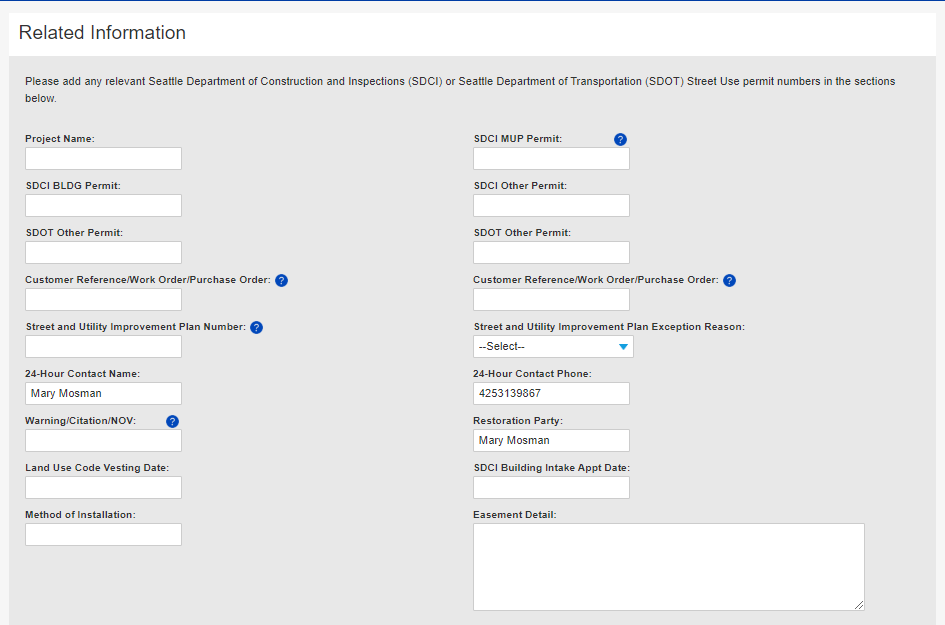 Related Information
Please add any relevant Seattle Department of Construction and Inspections (SDCI) or Seattle Department of Transportation (SDOT) Street Use permit numbers in the sections
below.
Project Name:
SDCI MUP Permit: ?
SDCI BLDG Permit:
SDCI Other Permit:
SDOT Other Permit:
SDOT Other Permit:
Customer Reference/Work Order/Purchase Order: ?
Customer Reference/Work Order/Purchase Order: ?
Street and Utility Improvement Plan Number: ?
Street and Utility Improvement Plan Exception Reason:
--Select--
24-Hour Contact Name:
Mary Mosman
24-Hour Contact Phone:
4253139867
Warning/Citation/NOV: ?
Restoration Party:
Mary Mosman
Land Use Code Vesting Date:
SDCI Building Intake Appt Date:
Method of Installation:
Easement Detail: